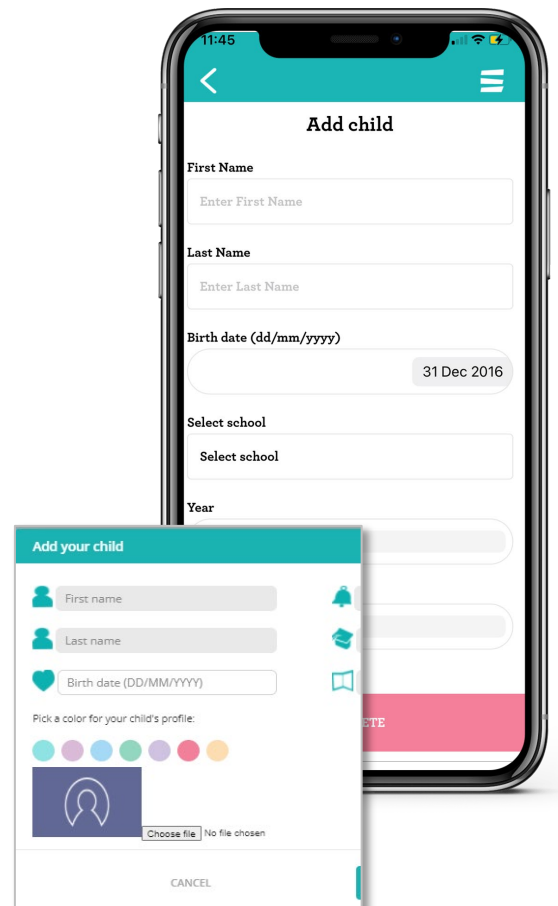 11:45
Add child
First Name
Enter First Name
Last Name
Enter Last Name
Birth date (dd/mm/yyyy)
31 Dec 2016
Select school
Select school
Year
ETE
Add your child
First name
Last name
Birth date (DD/MM/YYYY)
Pick a color for your child's profile:
Choose file No file chosen
CANCEL